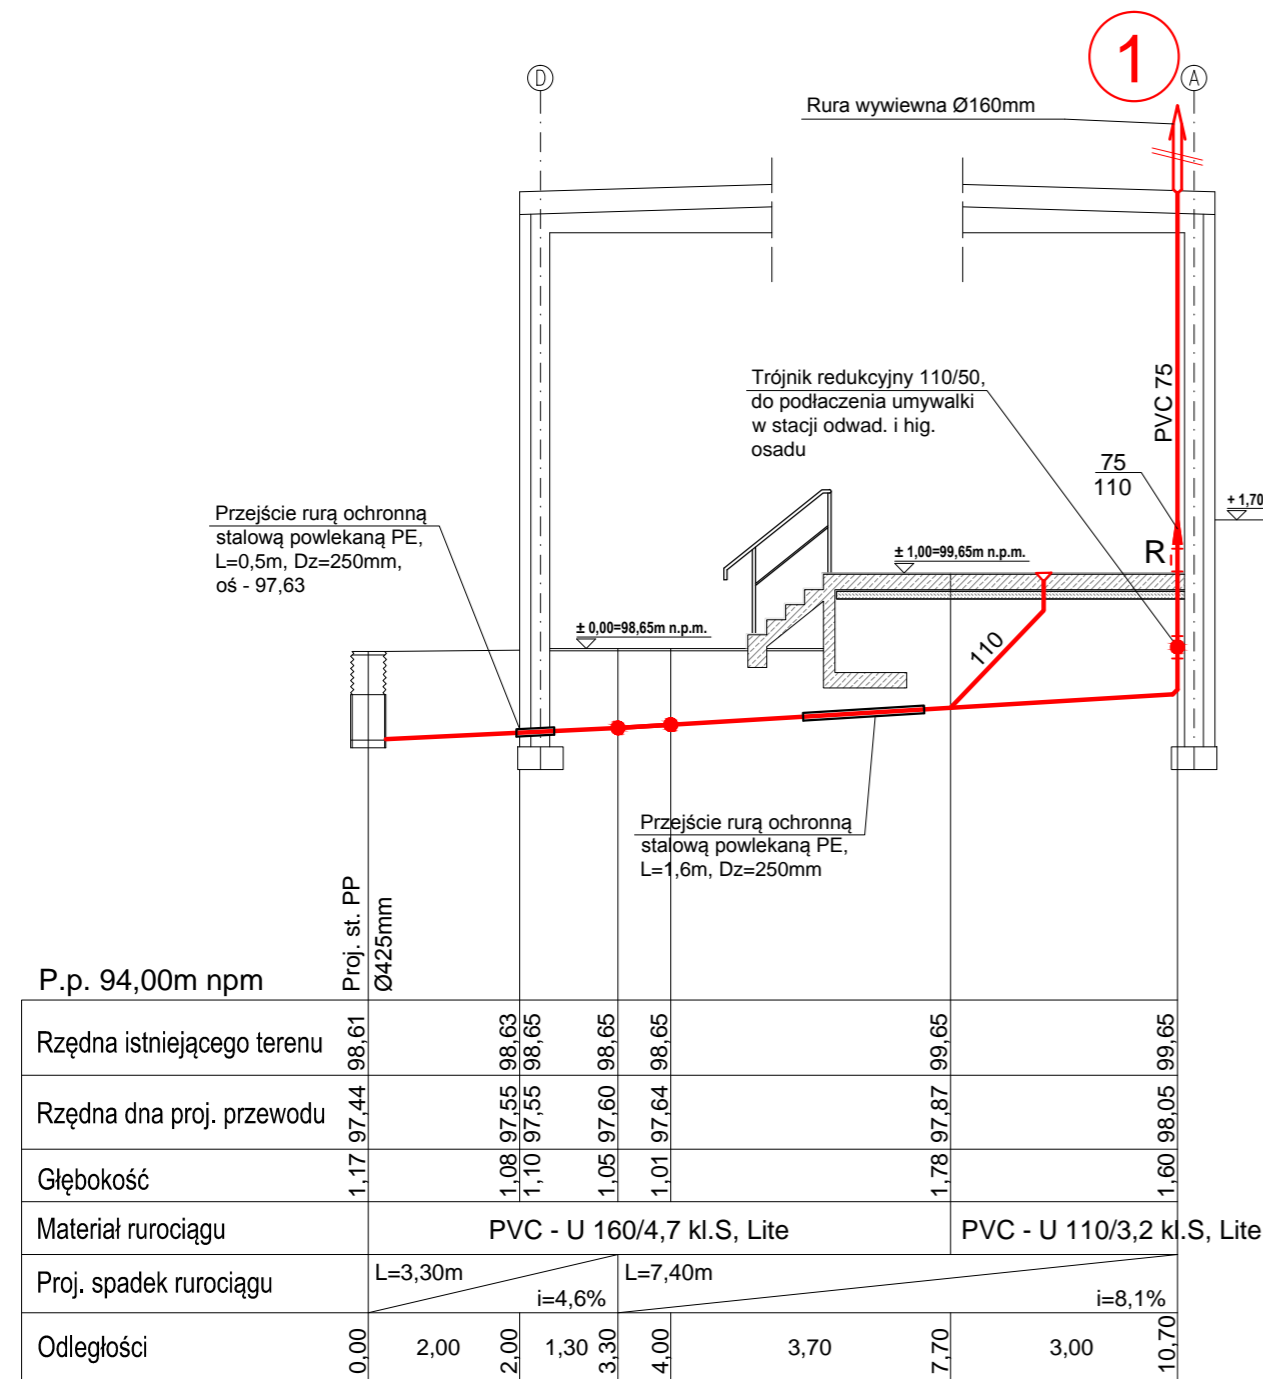 1
D
A
Rura wywiewna Ø160mm
PVC 75
Trójnik redukcyjny 110/50,
do podłaczenia umywalki
w stacji odwad. i hig.
osadu
75
110
+ 1,70
Przejście rurą ochronną
stalową powlekaną PE,
L=0,5m, Dz=250mm,
oś - 97,63
± 1,00=99,65m n.p.m.
R
± 0,00=98,65m n.p.m.
110
Przejście rurą ochronną
stalową powlekaną PE,
L=1,6m, Dz=250mm
Proj. st. PP
Ø425mm
P.p. 94,00m npm
Rzędna istniejącego terenu 98,61 98,63 98,65 98,65 98,65 99,65 99,65
Rzędna dna proj. przewodu 97,44 97,55 97,55 97,60 97,64 97,87 98,05
Głębokość 1,17 1,08 1,10 1,05 1,01 1,78 1,60
Materiał rurociągu PVC - U 160/4,7 kl.S, Lite PVC - U 110/3,2 kl.S, Lite
Proj. spadek rurociągu L=3,30m i=4,6% L=7,40m i=8,1%
Odległości 0,00 2,00 2,00 1,30 3,30 4,00 3,70 7,70 3,00 10,70